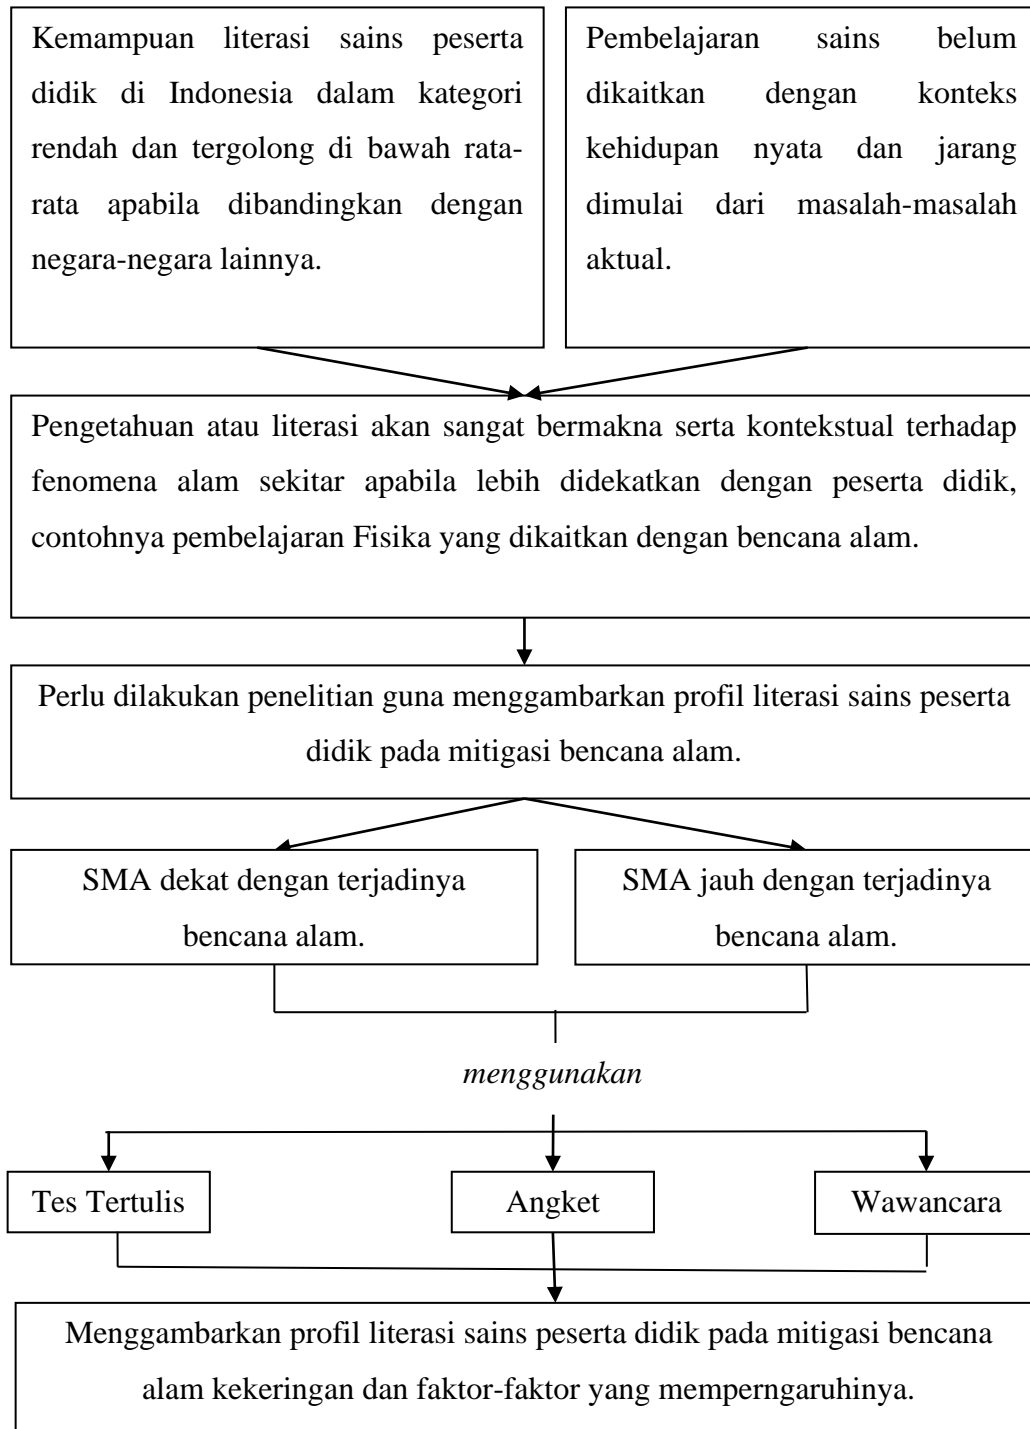 Kemampuan literasi sains peserta
didik di Indonesia dalam kategori
rendah dan tergolong di bawah rata-
rata apabila dibandingkan dengan
negara-negara lainnya.
Pembelajaran sains belum
dikaitkan dengan konteks
kehidupan nyata dan jarang
dimulai dari masalah-masalah
aktual.
Pengetahuan atau literasi akan sangat bermakna serta kontekstual terhadap
fenomena alam sekitar apabila lebih didekatkan dengan peserta didik,
contohnya pembelajaran Fisika yang dikaitkan dengan bencana alam.
Perlu dilakukan penelitian guna menggambarkan profil literasi sains peserta
didik pada mitigasi bencana alam.
SMA dekat dengan terjadinya
bencana alam.
SMA jauh dengan terjadinya
bencana alam.
menggunakan
Tes Tertulis
Angket
Wawancara
Menggambarkan profil literasi sains peserta didik pada mitigasi bencana
alam kekeringan dan faktor-faktor yang memperngaruhinya.